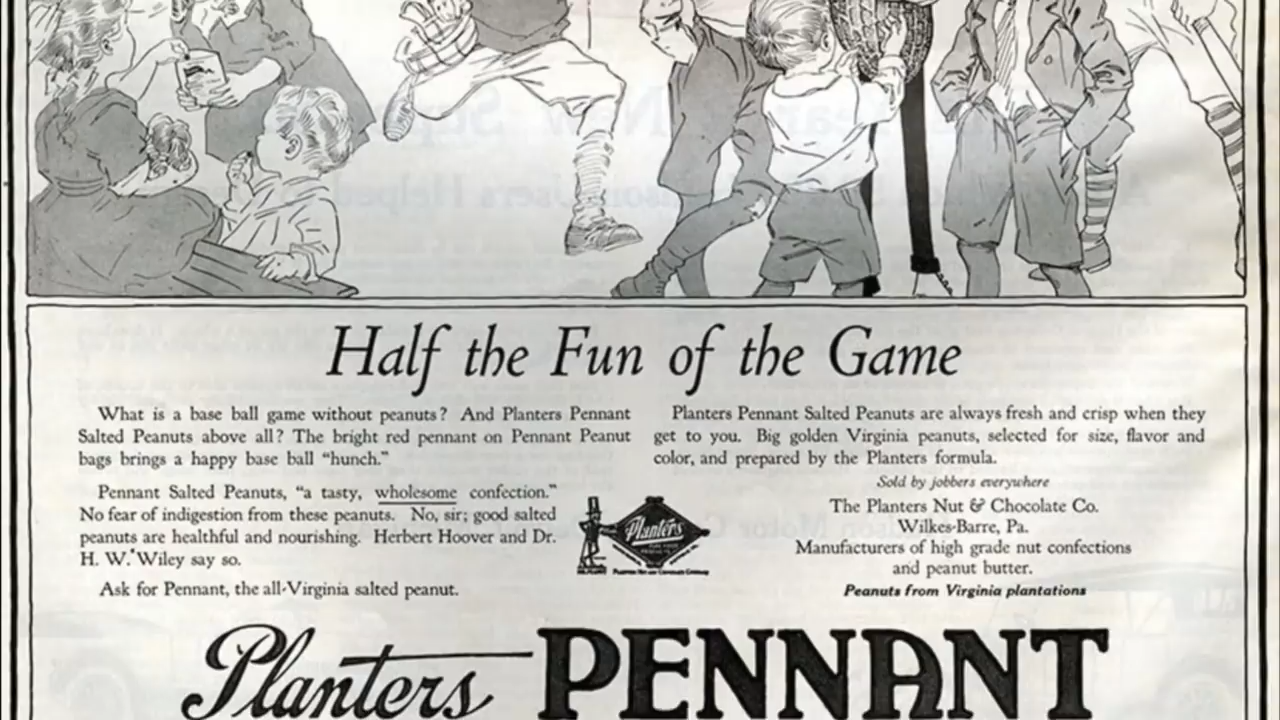 Half the Fun of the Game
What is a base ball game without peanuts? And Planters Pennant
Salted Peanuts above all? The bright red pennant on Pennant Peanut
bags brings a happy base ball "hunch."
Pennant Salted Peanuts, "a tasty, wholesome confection."
No fear of indigestion from these peanuts. No, sir; good salted
peanuts are healthful and nourishing. Herbert Hoover and Dr.
H. W. Wiley say so.
Ask for Pennant, the all-Virginia salted peanut.
Planters
Planters Pennant Salted Peanuts are always fresh and crisp when they
get to you. Big golden Virginia peanuts, selected for size, flavor and
color, and prepared by the Planters formula.
Sold by jobbers everywhere
The Planters Nut & Chocolate Co.
Wilkes-Barre, Pa.
Manufacturers of high grade nut confections
and peanut butter.
Peanuts from Virginia plantations
Planters PENNANT